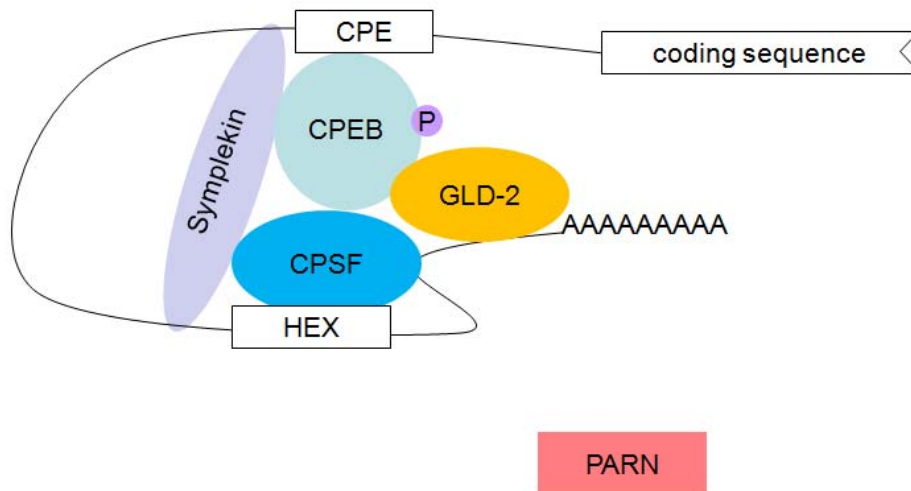 CPE
coding sequence
CPEB
P
Symplekin
GLD-2
AAAAAAAAA
CPSF
HEX
PARN